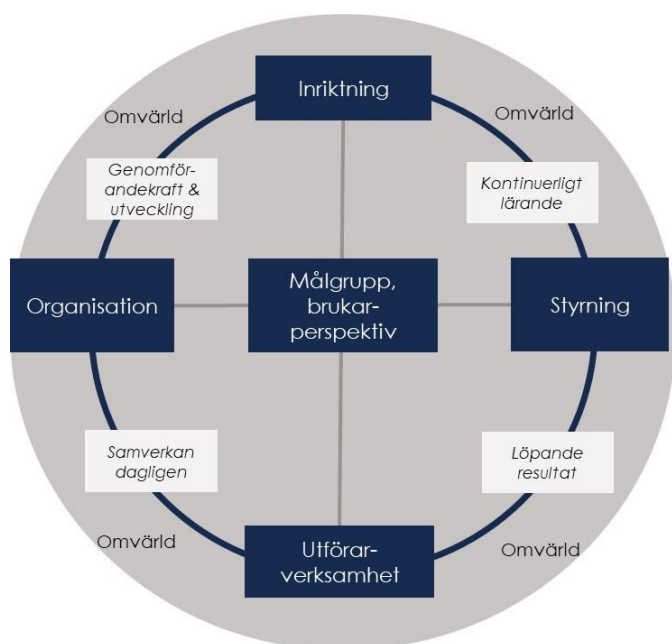 Inriktning
Omvärld
Omvärld
Genomför-
andekraft &
utveckling
Kontinuerligt
lärande
Organisation
Målgrupp,
brukar-
perspektiv
Styrning
Samverkan
dagligen
Löpande
resultat
Omvärld
Utförar-
verksamhet
Omvärld